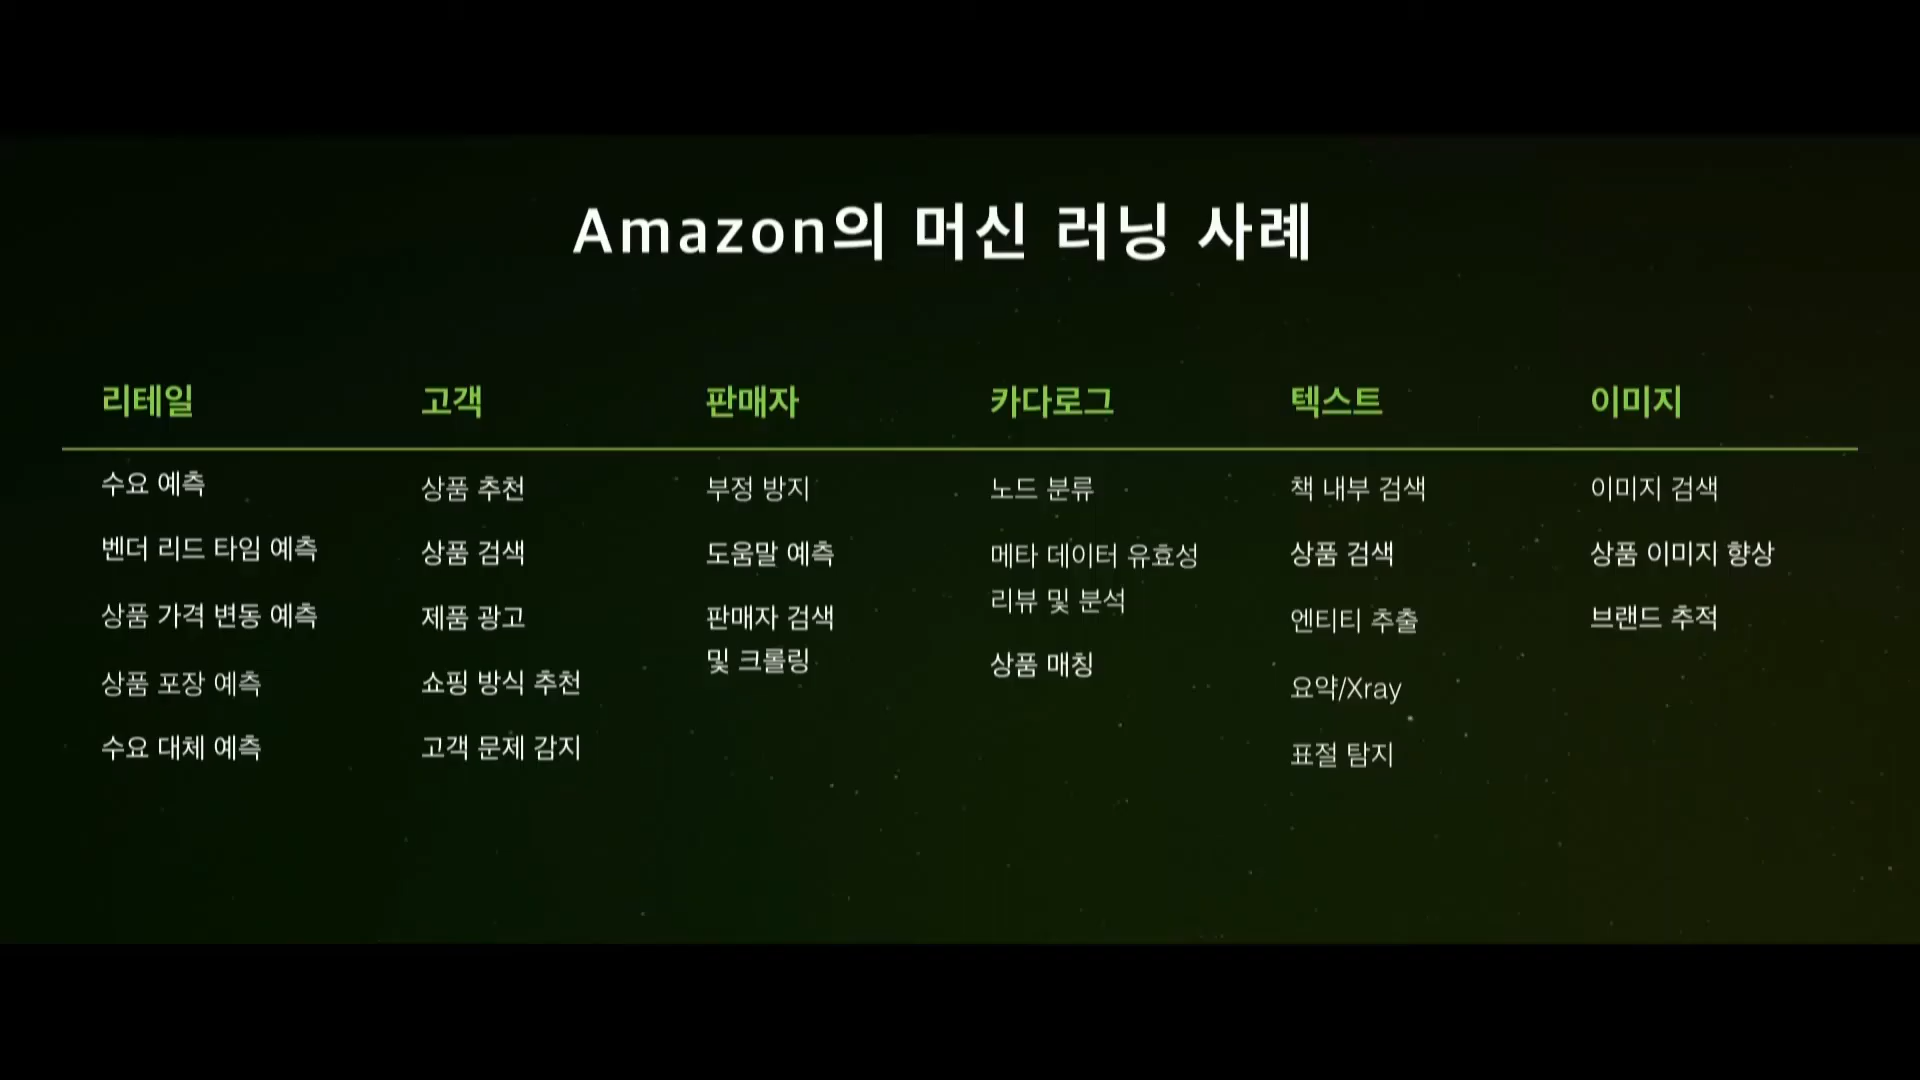 Amazon의 머신 러닝 사례
리테일
수요 예측
벤더 리드 타임 예측
상품 가격 변동 예측
상품 포장 예측
수요 대체 예측
고객
상품 추천
상품 검색
제품 광고
쇼핑 방식 추천
고객 문제 감지
판매자
부정 방지
도움말 예측
판매자 검색
및 크롤링
카다로그
노드 분류
메타 데이터 유효성
리뷰 및 분석
상품 매칭
텍스트
책 내부 검색
상품 검색
엔티티 추출
요약/Xray
표절 탐지
이미지
이미지 검색
상품 이미지 향상
브랜드 추적